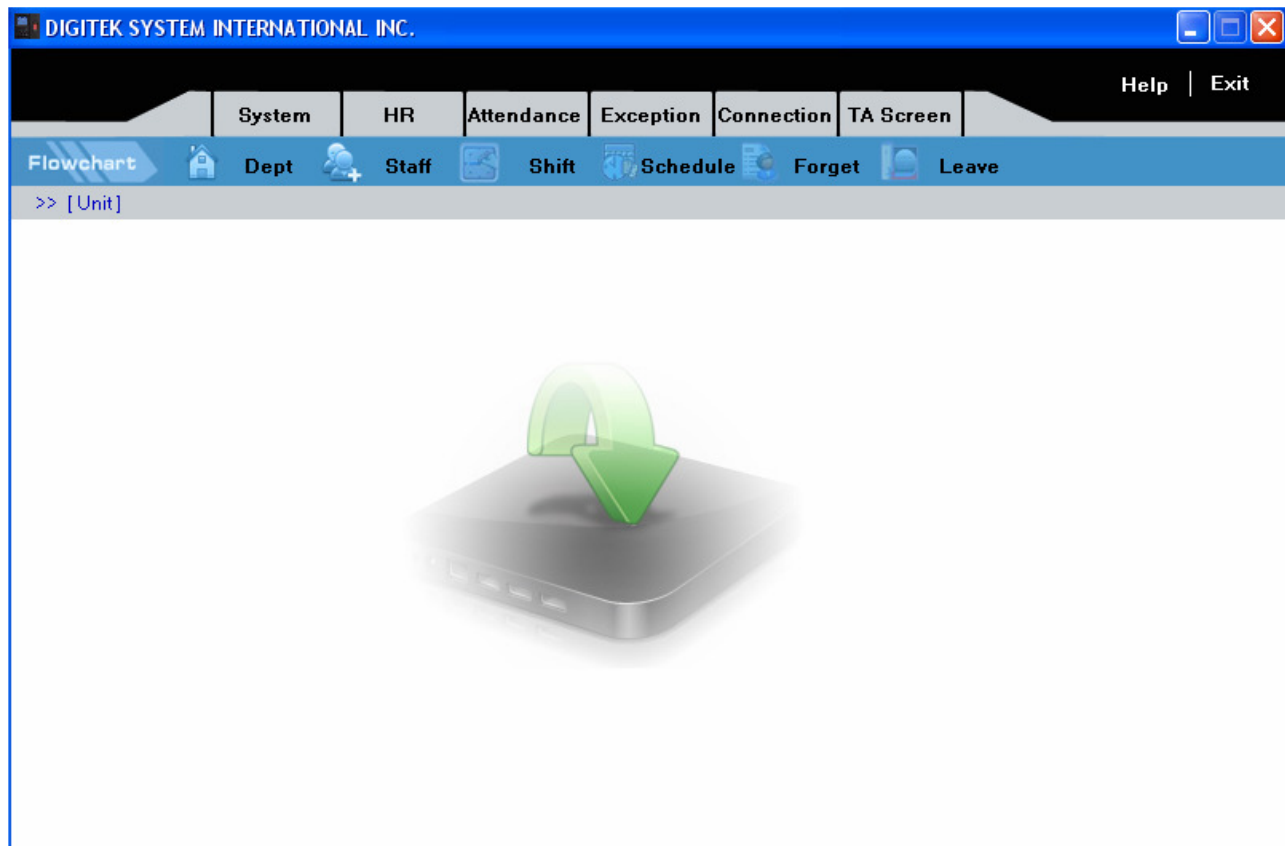 DIGITEK SYSTEM INTERNATIONAL INC.
Help | Exit
System HR Attendance Exception Connection TA Screen
Flowchart Dept Staff Shift Schedule Forget Leave
>> [Unit]